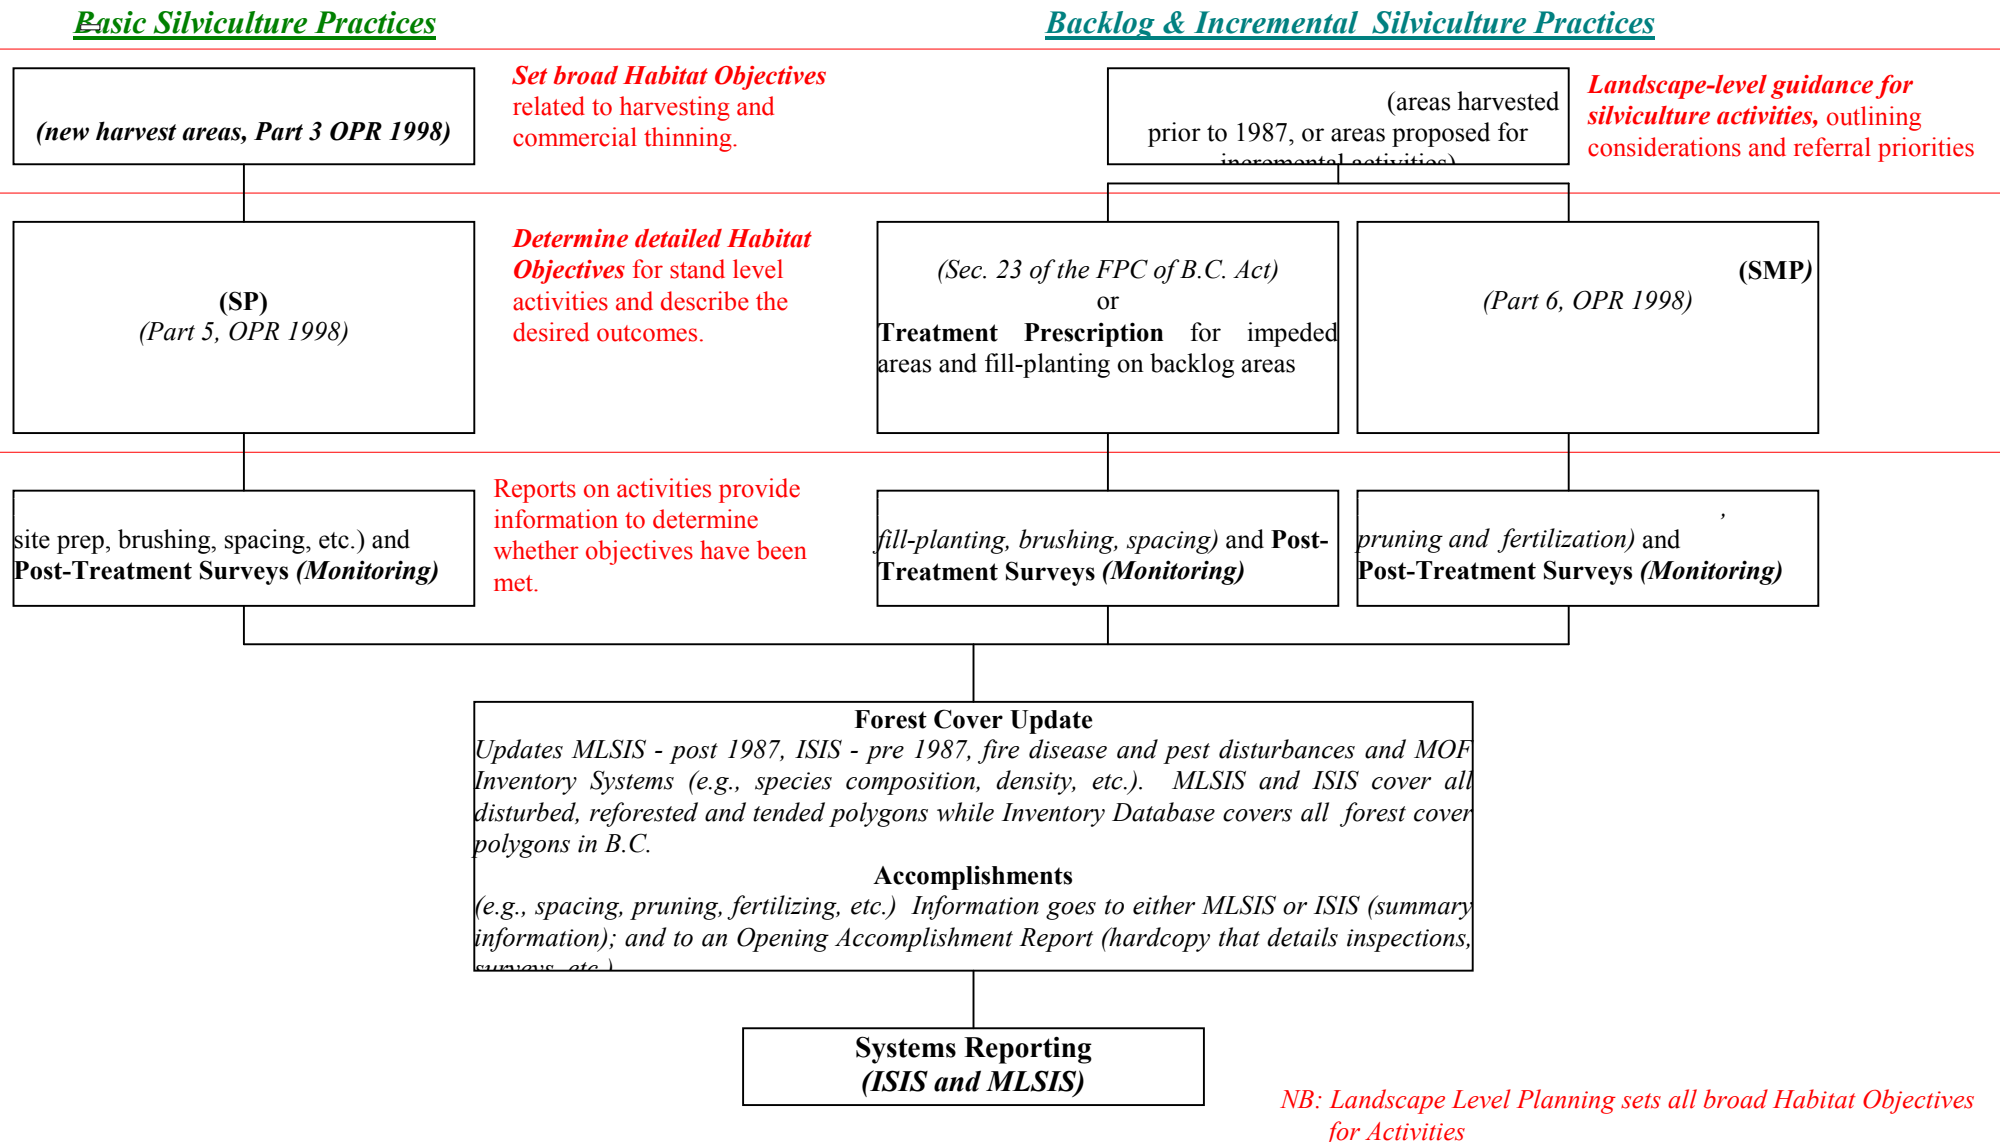 Basic Silviculture Practices
Backlog & Incremental Silviculture Practices
(new harvest areas, Part 3 OPR 1998)
Set broad Habitat Objectives
related to harvesting and
commercial thinning.
(areas harvested
prior to 1987, or areas proposed for
incremental activities)
Landscape-level guidance for
silviculture activities, outlining
considerations and referral priorities
(SP)
(Part 5, OPR 1998)
Determine detailed Habitat
Objectives for stand level
activities and describe the
desired outcomes.
(Sec. 23 of the FPC of B.C. Act)
or
Treatment Prescription for impeded
areas and fill-planting on backlog areas
(SMP)
(Part 6, OPR 1998)
site prep, brushing, spacing, etc.) and
Post-Treatment Surveys (Monitoring)
Reports on activities provide
information to determine
whether objectives have been
met.
fill-planting, brushing, spacing) and Post-
Treatment Surveys (Monitoring)
,
pruning and fertilization) and
Post-Treatment Surveys (Monitoring)
Forest Cover Update
Updates MLSIS - post 1987, ISIS - pre 1987, fire disease and pest disturbances and MOF
Inventory Systems (e.g., species composition, density, etc.). MLSIS and ISIS cover all
disturbed, reforested and tended polygons while Inventory Database covers all forest cover
polygons in B.C.
Accomplishments
(e.g., spacing, pruning, fertilizing, etc.) Information goes to either MLSIS or ISIS (summary
information); and to an Opening Accomplishment Report (hardcopy that details inspections,
surveys, etc.)
Systems Reporting
(ISIS and MLSIS)
NB: Landscape Level Planning sets all broad Habitat Objectives
for Activities